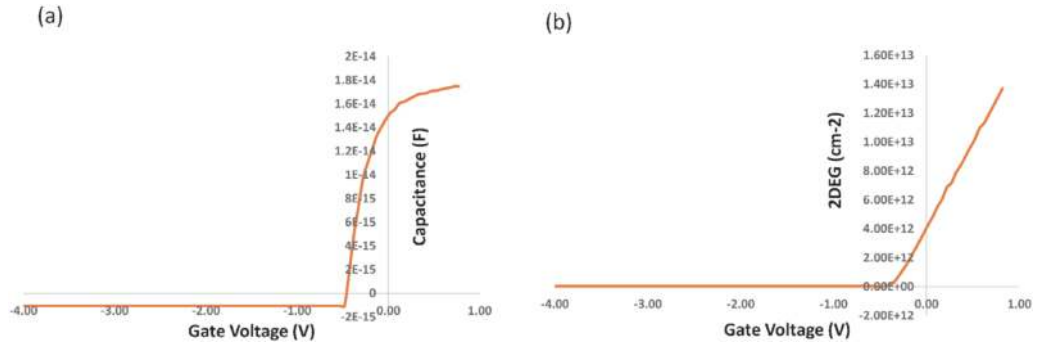 (a)
2E-14
1.8E-14
1.6E-14
1.4E-14
1.2E-14
1E-14
8E-15
6E-15
4E-15
2E-15
0
-2E-15
Capacitance (F)
-4.00 -3.00 -2.00 -1.00 0.00 1.00
Gate Voltage (V)
(b)
1.60E+13
1.40E+13
1.20E+13
1.00E+13
8.00E+12
6.00E+12
4.00E+12
2.00E+12
0.00E+00
-2.00E+12
2DEG (cm-2)
-4.00 -3.00 -2.00 -1.00 0.00 1.00
Gate Voltage (V)